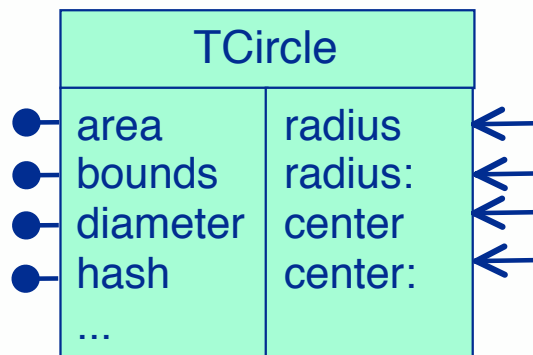 TCircle
area
bounds
diameter
hash
...
radius
radius:
center
center: